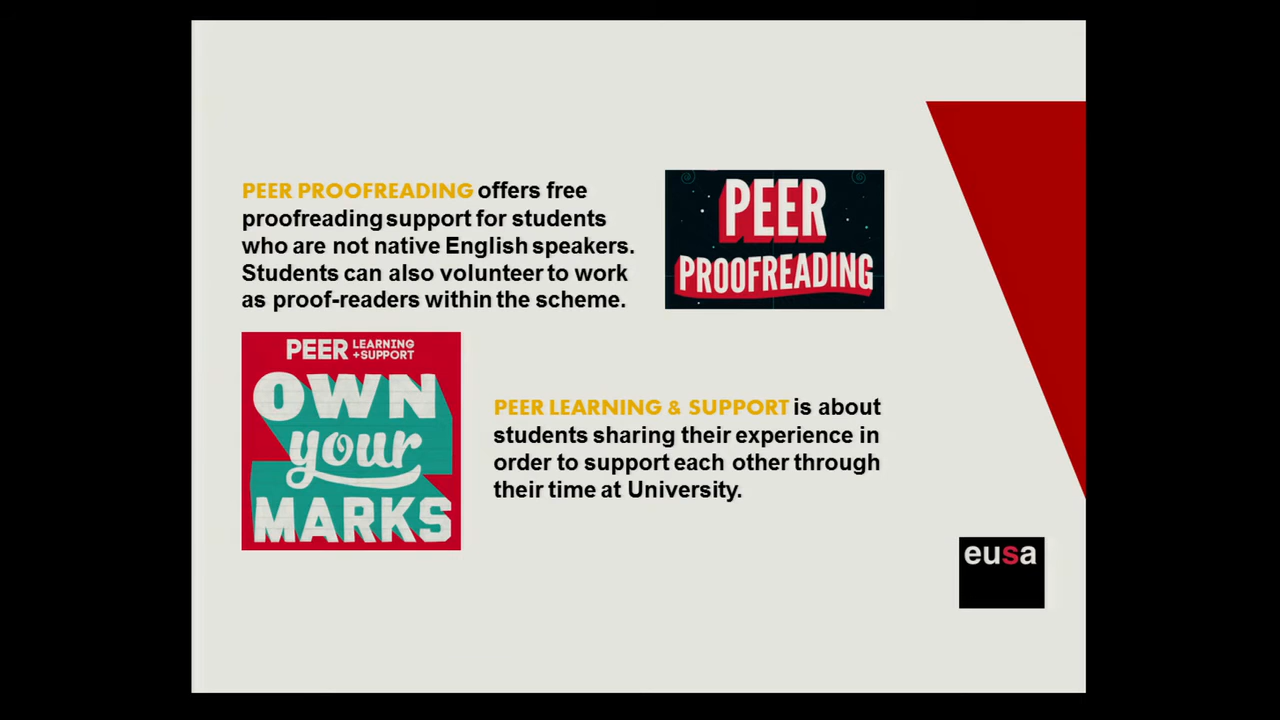 PEER PROOFREADING offers free
proofreading support for students
who are not native English speakers.
Students can also volunteer to work
as proof-readers within the scheme.
PEER
PROOFREADING
PEER LEARNING
+SUPPORT
OWN
your
MARKS
PEER LEARNING & SUPPORT is about
students sharing their experience in
order to support each other through
their time at University.
eusa